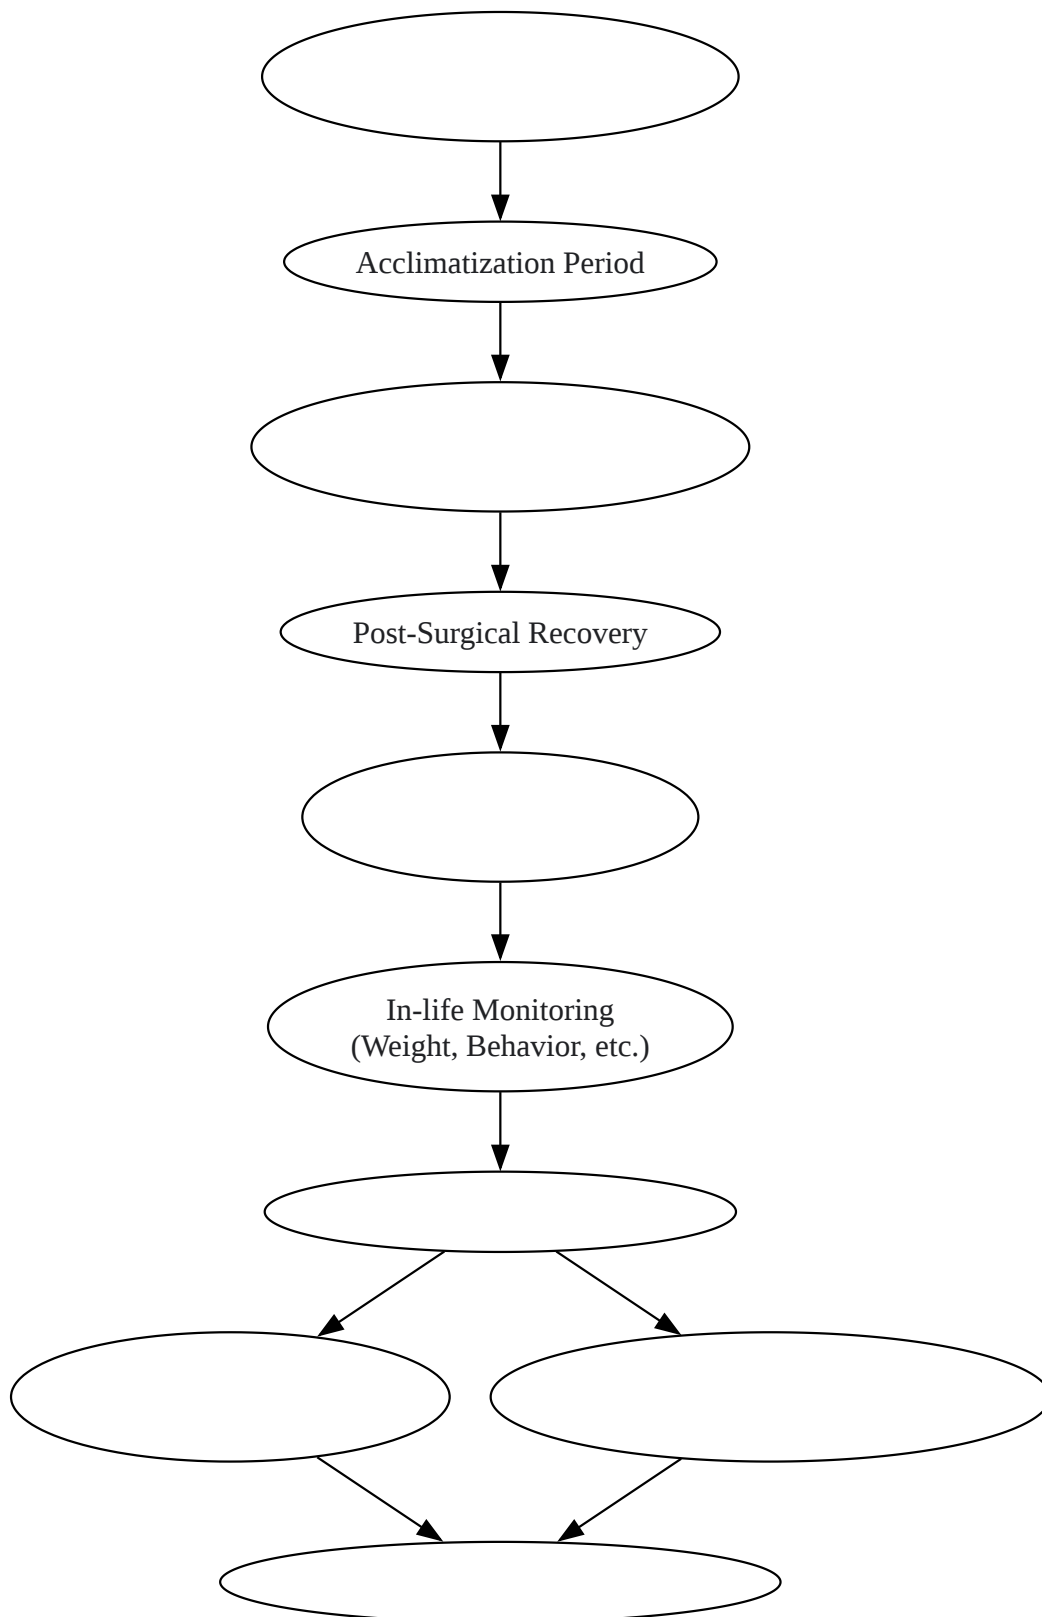 Acclimatization Period
Post-Surgical Recovery
In-life Monitoring
(Weight, Behavior, etc.)